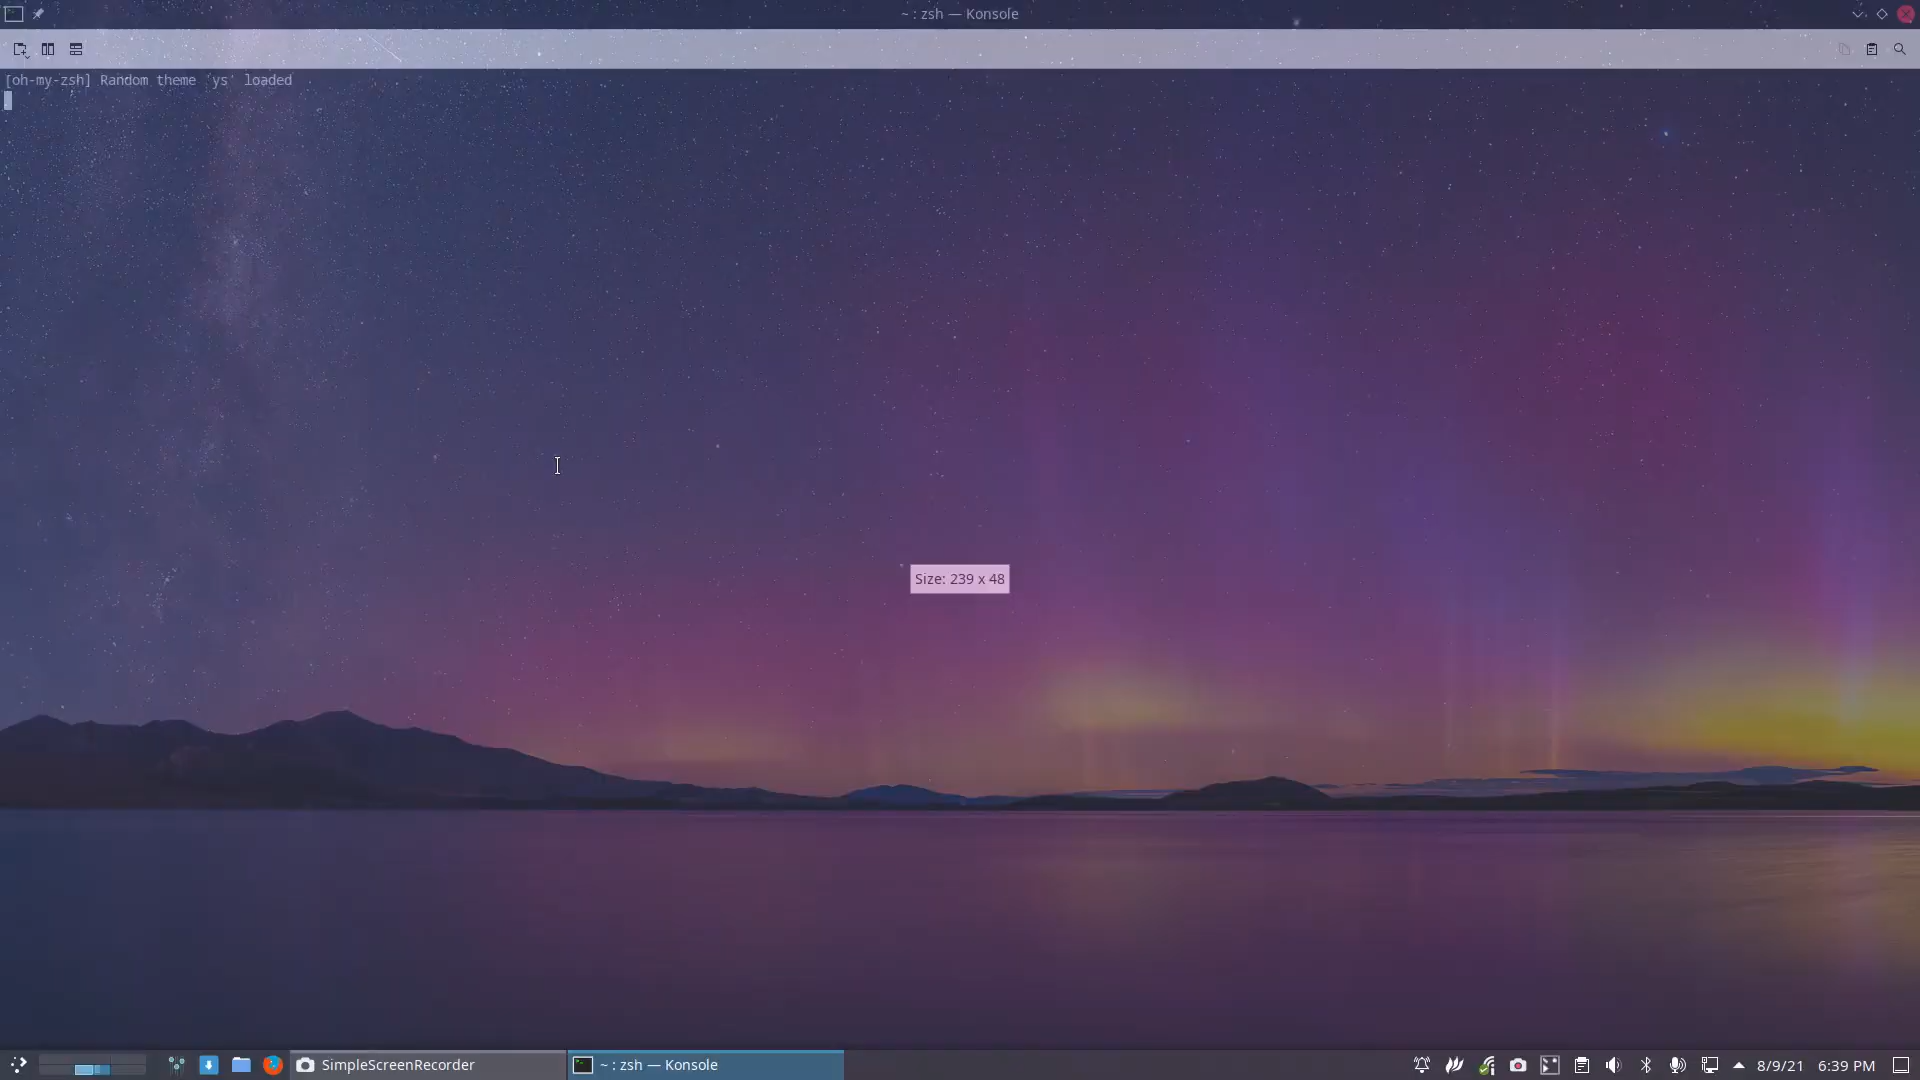 ~ : zsh — Konsole
[oh-my-zsh] Random theme 'ys' loaded
Size: 239 x 48
SimpleScreenRecorder
~ : zsh — Konsole
8/9/21
6:39 PM